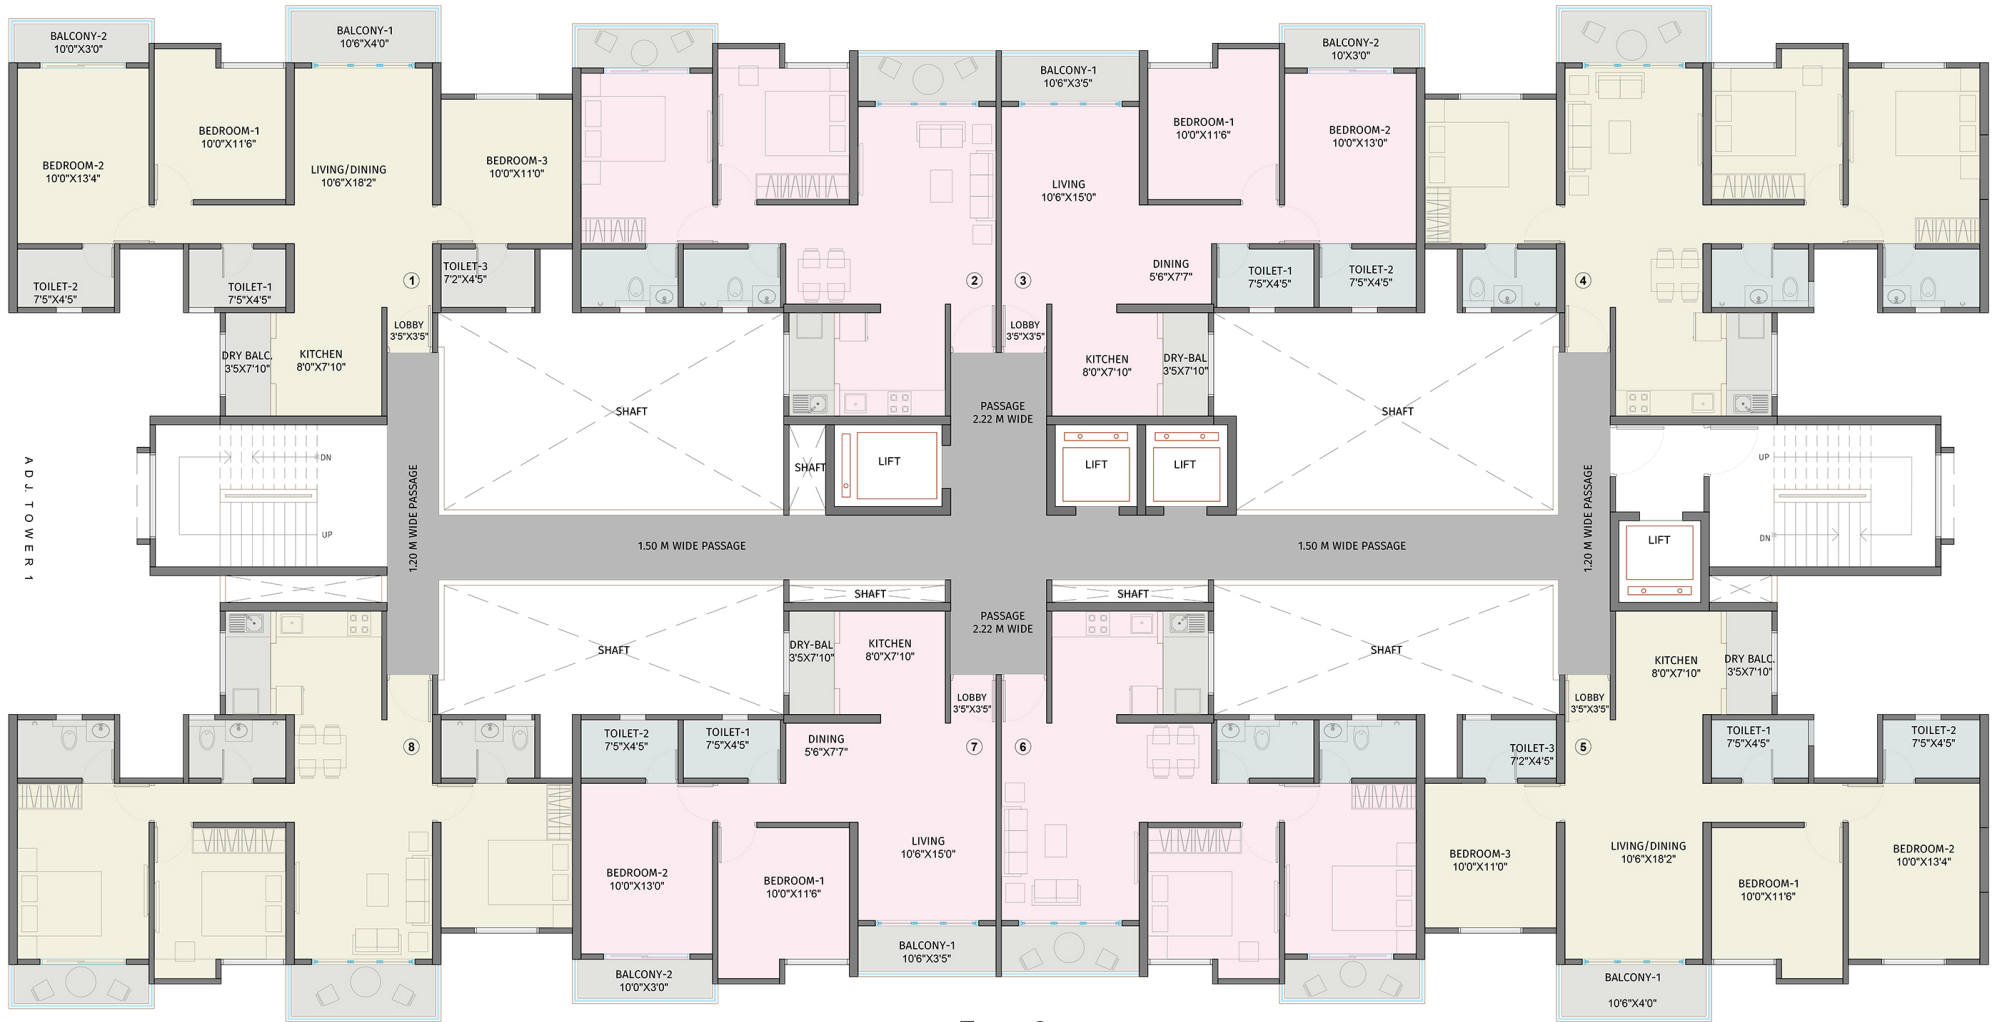 BALCONY-2
10'0"X3'0"
BALCONY-1
10'6"X4'0"
BEDROOM-1
10'0"X11'6"
BEDROOM-2
10'0"X13'4"
LIVING/DINING
10'6"X18'2"
BEDROOM-3
10'0"X11'0"
TOILET-2
7'5"X4'5"
TOILET-1
7'5"X4'5"
TOILET-3
7'2"X4'5"
1
LOBBY
3'5"X3'5"
DRY BALC.
3'5X7'10"
KITCHEN
8'0"X7'10"
2
BALCONY-1
10'6"X3'5"
BALCONY-2
10'X3'0"
BEDROOM-1
10'0"X11'6"
BEDROOM-2
10'0"X13'0"
LIVING
10'6"X15'0"
DINING
5'6"X7'7"
TOILET-1
7'5"X4'5"
TOILET-2
7'5"X4'5"
3
LOBBY
3'5"X3'5"
KITCHEN
8'0"X7'10"
DRY-BAL
3'5X7'10"
4
SHAFT
PASSAGE
2.22 M WIDE
SHAFT
ADJ. TOWER 1
DN
UP
1.20 M WIDE PASSAGE
SHAFT
LIFT
LIFT
LIFT
1.20 M WIDE PASSAGE
UP
DN
LIFT
1.50 M WIDE PASSAGE
1.50 M WIDE PASSAGE
SHAFT
SHAFT
SHAFT
PASSAGE
2.22 M WIDE
SHAFT
8
DRY-BAL
3'5X7'10"
KITCHEN
8'0"X7'10"
LOBBY
3'5"X3'5"
TOILET-2
7'5"X4'5"
TOILET-1
7'5"X4'5"
DINING
5'6"X7'7"
7
LIVING
10'6"X15'0"
BEDROOM-2
10'0"X13'0"
BEDROOM-1
10'0"X11'6"
BALCONY-1
10'6"X3'5"
BALCONY-2
10'0"X3'0"
6
KITCHEN
8'0"X7'10"
DRY BALC.
3'5X7'10"
LOBBY
3'5"X3'5"
TOILET-3
7'2"X4'5"
5
TOILET-1
7'5"X4'5"
TOILET-2
7'5"X4'5"
BEDROOM-3
10'0"X11'0"
LIVING/DINING
10'6"X18'2"
BEDROOM-1
10'0"X11'6"
BEDROOM-2
10'0"X13'4"
BALCONY-1
10'6"X4'0"